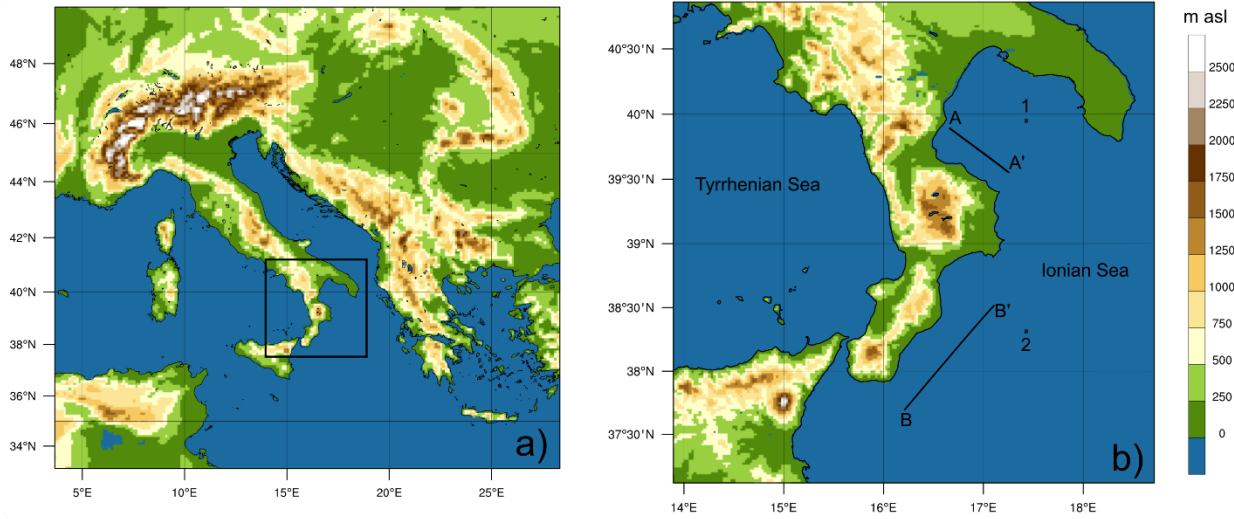 m asl
48°N
46°N
44°N
42°N
40°N
38°N
36°N
34°N
5°E
10°E
15°E
20°E
25°E
a)
40°30'N
40°N
39°30'N
39°N
38°30'N
38°N
37°30'N
14°E
15°E
16°E
17°E
18°E
1
A
A'
Tyrrhenian Sea
Ionian Sea
B'
2
B
b)
2500
2250
2000
1750
1500
1250
1000
750
500
250
0